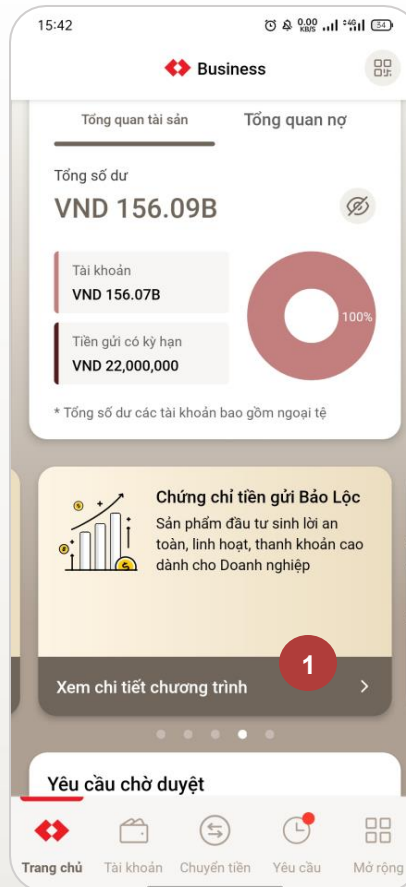 15:42
0.00 KB/S 4G 34
Business
Tổng quan tài sản Tổng quan nợ
Tổng số dư
VND 156.09B
Tài khoản
VND 156.07B
100%
Tiền gửi có kỳ hạn
VND 22,000,000
* Tổng số dư các tài khoản bao gồm ngoại tệ
Chứng chỉ tiền gửi Bảo Lộc
Sản phẩm đầu tư sinh lời an
toàn, linh hoạt, thanh khoản cao
dành cho Doanh nghiệp
1
Xem chi tiết chương trình
Yêu cầu chờ duyệt
Trang chủ Tài khoản Chuyển tiền Yêu cầu Mở rộng